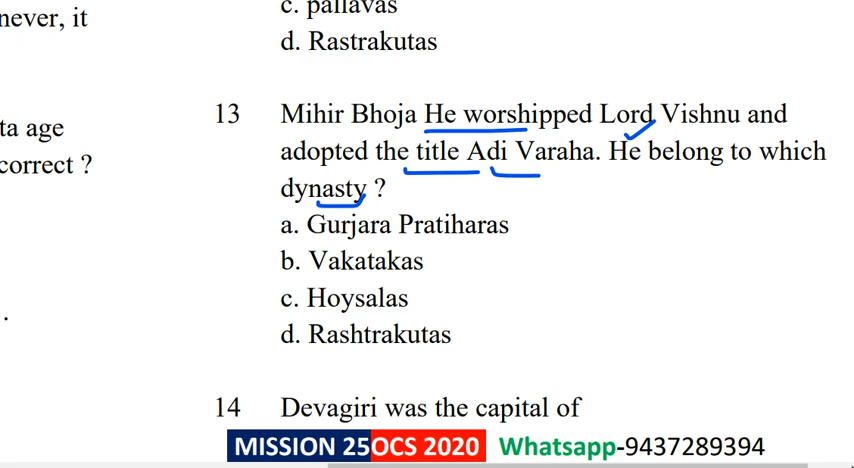 c. pallavas
never, it
d. Rastrakutas
13 Mihir Bhoja He worshipped Lord Vishnu and
ta age
adopted the title Adi Varaha. He belong to which
correct ?
dynasty ?
a. Gurjara Pratiharas
b. Vakatakas
c. Hoysalas
.
d. Rashtrakutas
14 Devagiri was the capital of
MISSION 25OCS 2020 Whatsapp-9437289394